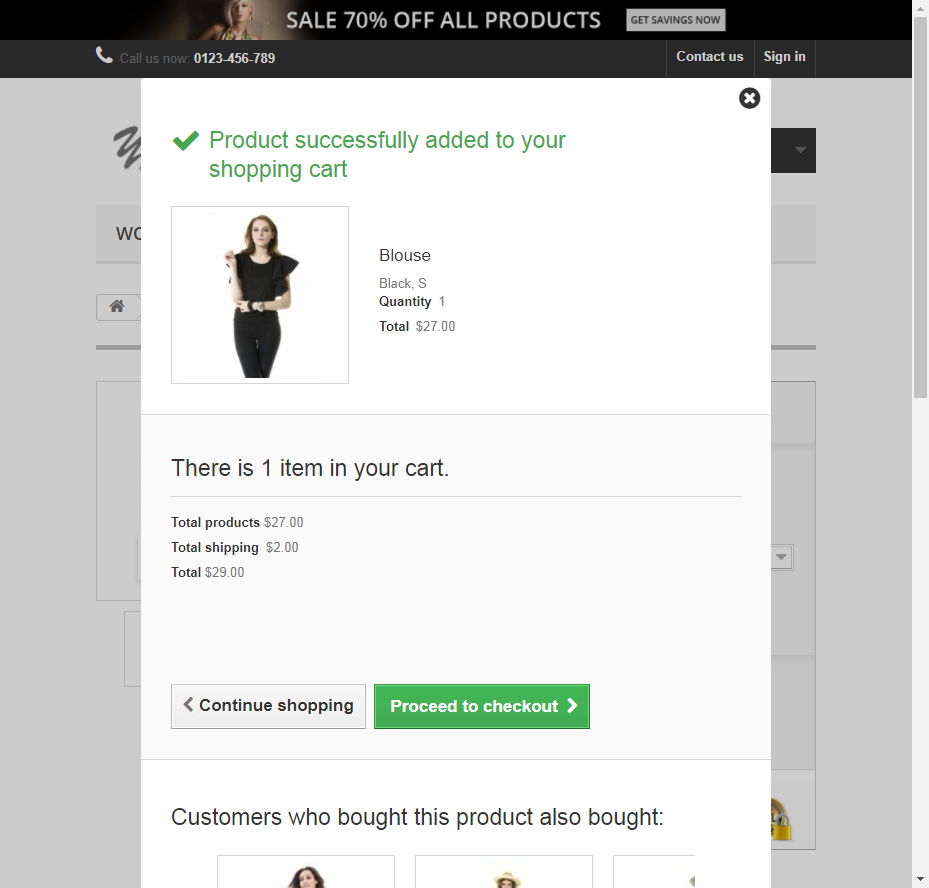 SALE 70% OFF ALL PRODUCTS GET SAVINGS NOW
Call us now: 0123-456-789
Contact us
Sign in
Product successfully added to your
shopping cart
Blouse
Black, S
Quantity 1
Total $27.00
There is 1 item in your cart.
Total products $27.00
Total shipping $2.00
Total $29.00
Continue shopping
Proceed to checkout
Customers who bought this product also bought: